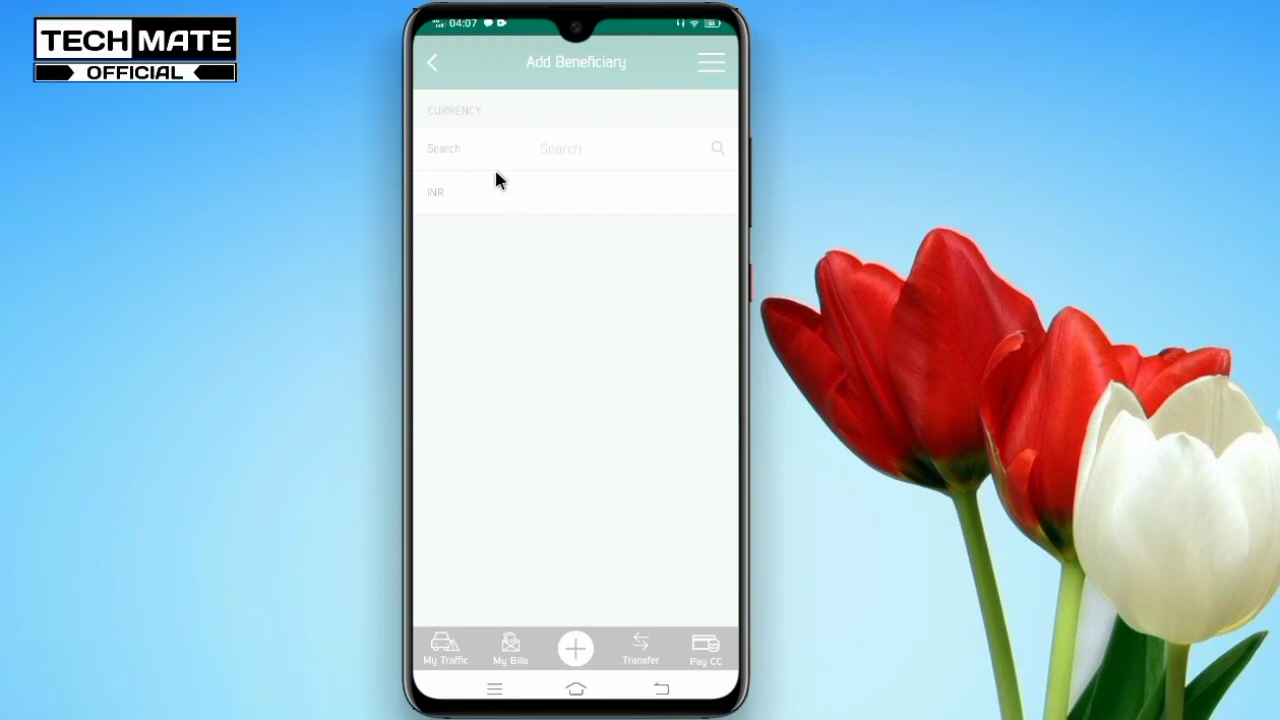 TECH MATE
OFFICIAL
04:07
Add Beneficiary
CURRENCY
Search Search
INR
My Traffic My Bills Transfer Pay CC